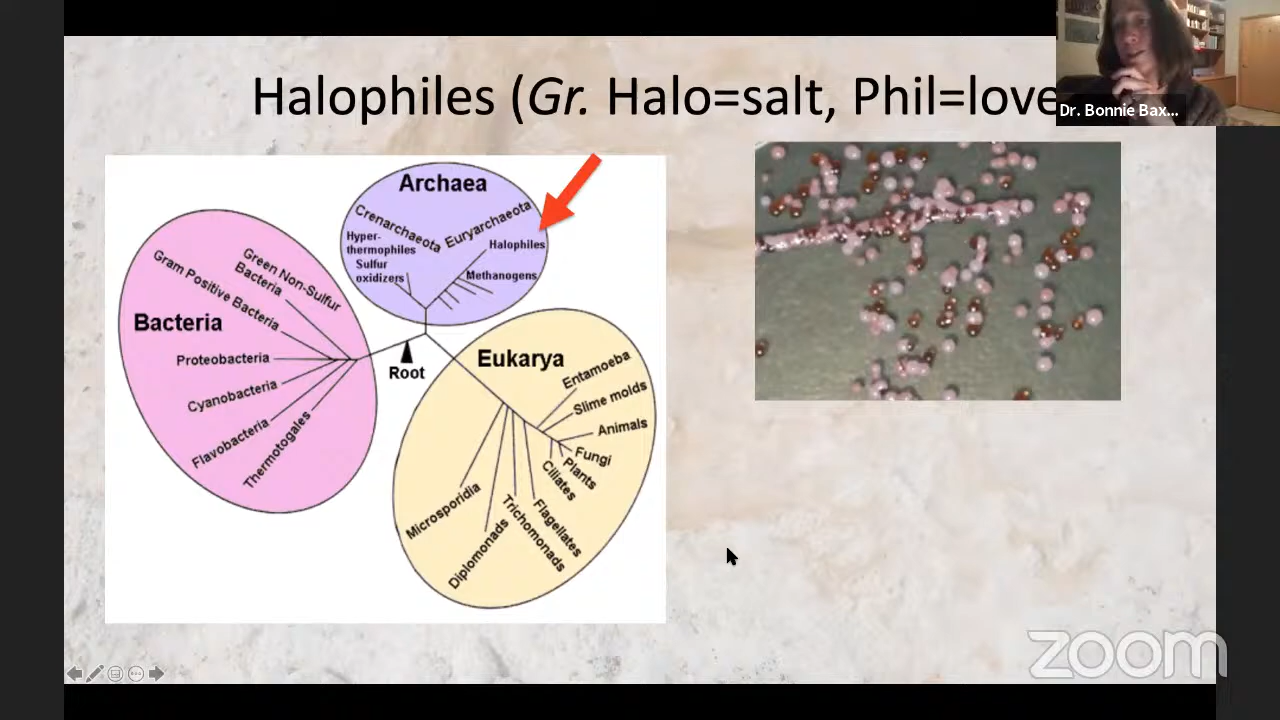 Halophiles (Gr. Halo=salt, Phil=love
Dr. Bonnie Bax...
Archaea
Crenarchaeota
Euryarchaeota
Hyper-
thermophiles
Sulfur
oxidizers
Halophiles
Methanogens
Bacteria
Green Non-Sulfur
Bacteria
Gram Positive Bacteria
Proteobacteria
Cyanobacteria
Flavobacteria
Thermotogales
Root
Eukarya
Entamoeba
Slime molds
Animals
Fungi
Plants
Ciliates
Flagellates
Trichomonads
Diplomonads
Microsporidia
zoom